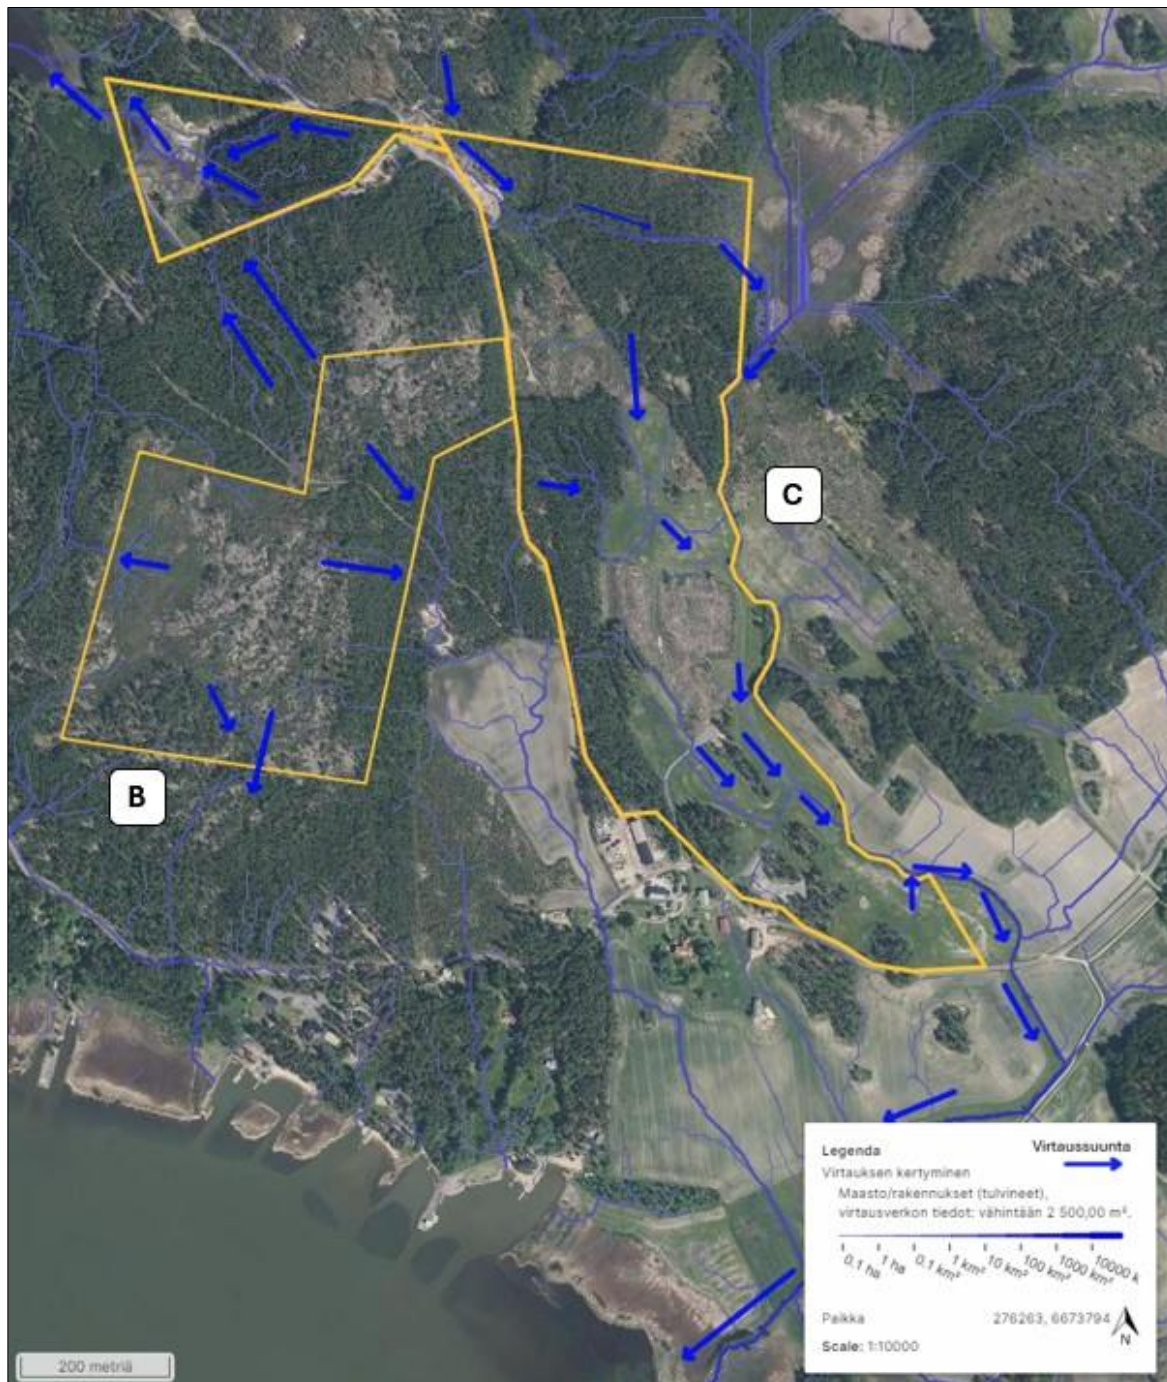 C
B
Legenda
Virtaussuunta
Virtauksen kertyminen
Maasto/rakennukset (tulvineet),
virtausverkon tiedot: vähintään 2 500,00 m².
0.1 ha 1 ha 0.1 km² 1 km² 10 km² 100 km² 1000 km² 10000 k
Paikka 276263, 6673794
N
Scale: 1:10000
200 metriä